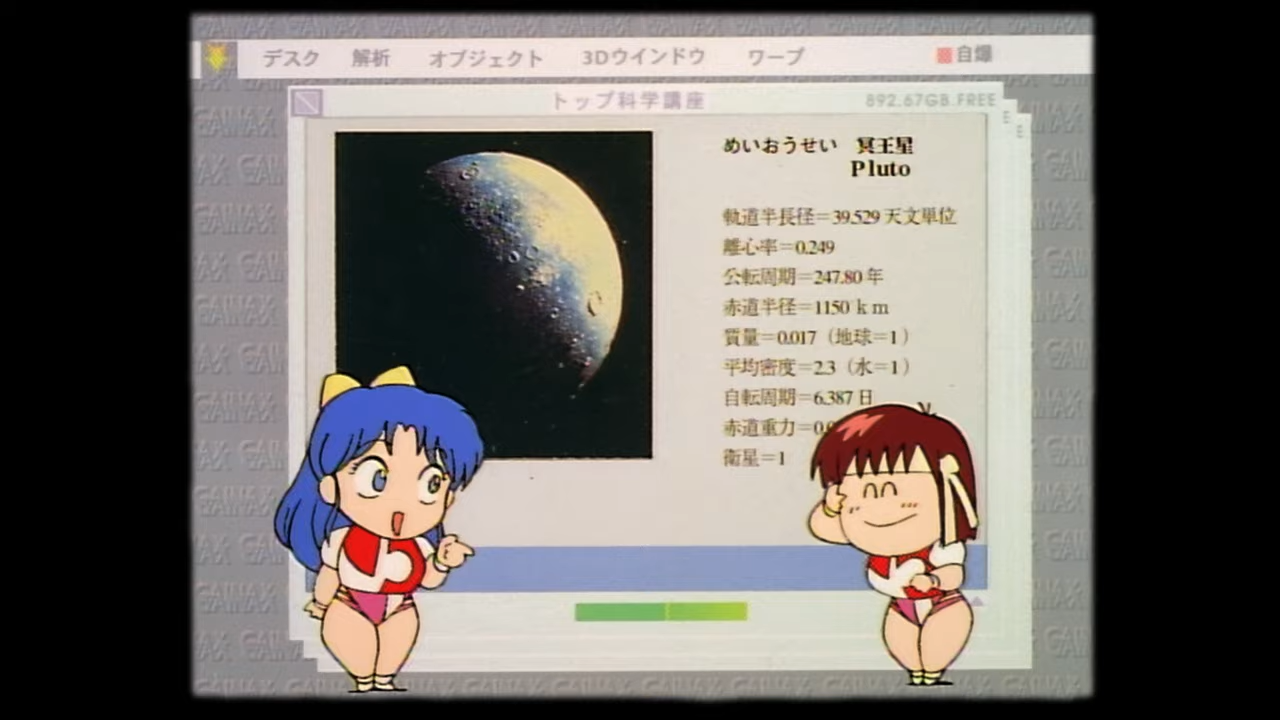 デスク 解析 オブジェクト 3Dウインドウ ワープ 自爆
トップ科学講座 892.67GB FREE
めいおうせい 冥王星
Pluto
軌道半長径=39.529 天文単位
離心率=0.249
公転周期=247.80 年
赤道半径=1150 km
質量=0.017（地球=1）
平均密度=2.3（水=1）
自転周期=6.387 日
赤道重力=0.
衛星=1
GAINAX